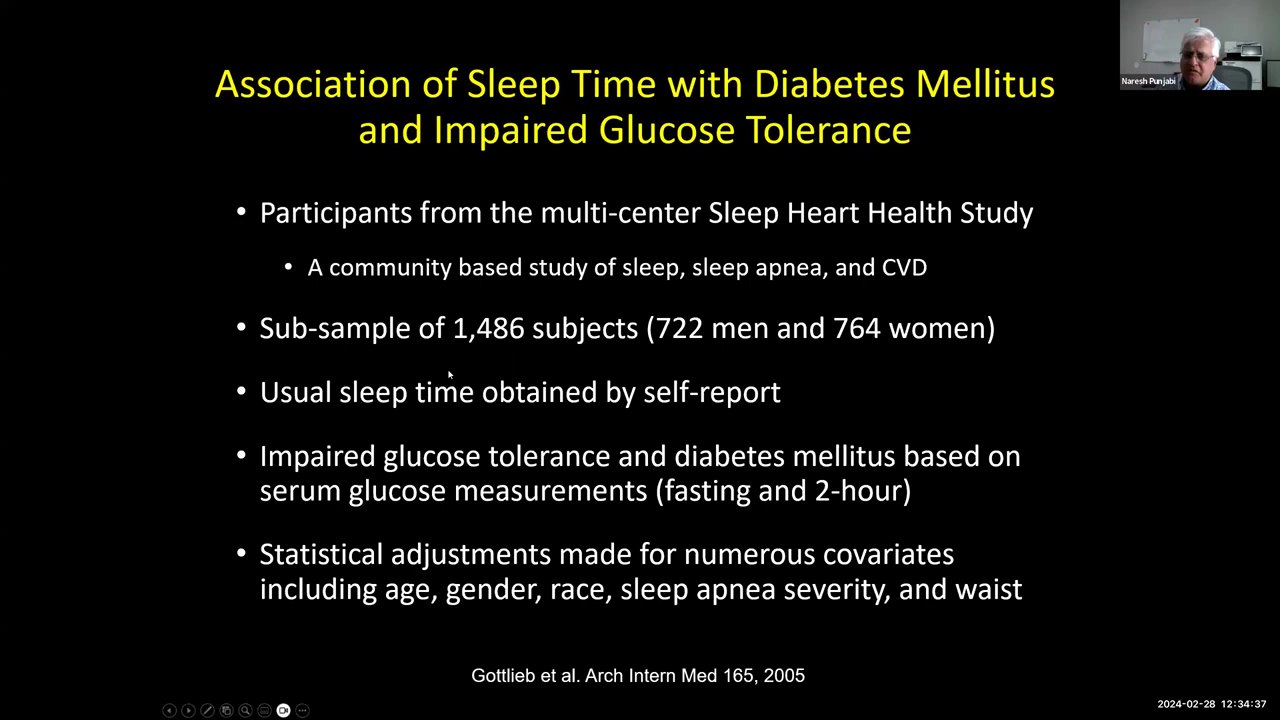 Association of Sleep Time with Diabetes Mellitus
and Impaired Glucose Tolerance
Naresh Punjabi
• Participants from the multi-center Sleep Heart Health Study
• A community based study of sleep, sleep apnea, and CVD
• Sub-sample of 1,486 subjects (722 men and 764 women)
• Usual sleep time obtained by self-report
• Impaired glucose tolerance and diabetes mellitus based on
serum glucose measurements (fasting and 2-hour)
• Statistical adjustments made for numerous covariates
including age, gender, race, sleep apnea severity, and waist
Gottlieb et al. Arch Intern Med 165, 2005
2024-02-28 12:34:37